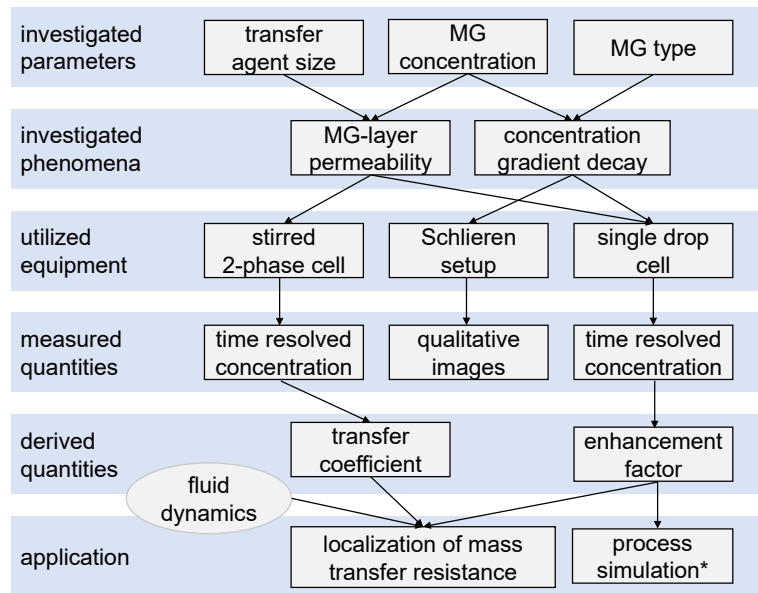 investigated
parameters
transfer
agent size
MG
concentration
MG type
investigated
phenomena
MG-layer
permeability
concentration
gradient decay
utilized
equipment
stirred
2-phase cell
Schlieren
setup
single drop
cell
measured
quantities
time resolved
concentration
qualitative
images
time resolved
concentration
derived
quantities
transfer
coefficient
enhancement
factor
fluid
dynamics
application
localization of mass
transfer resistance
process
simulation*